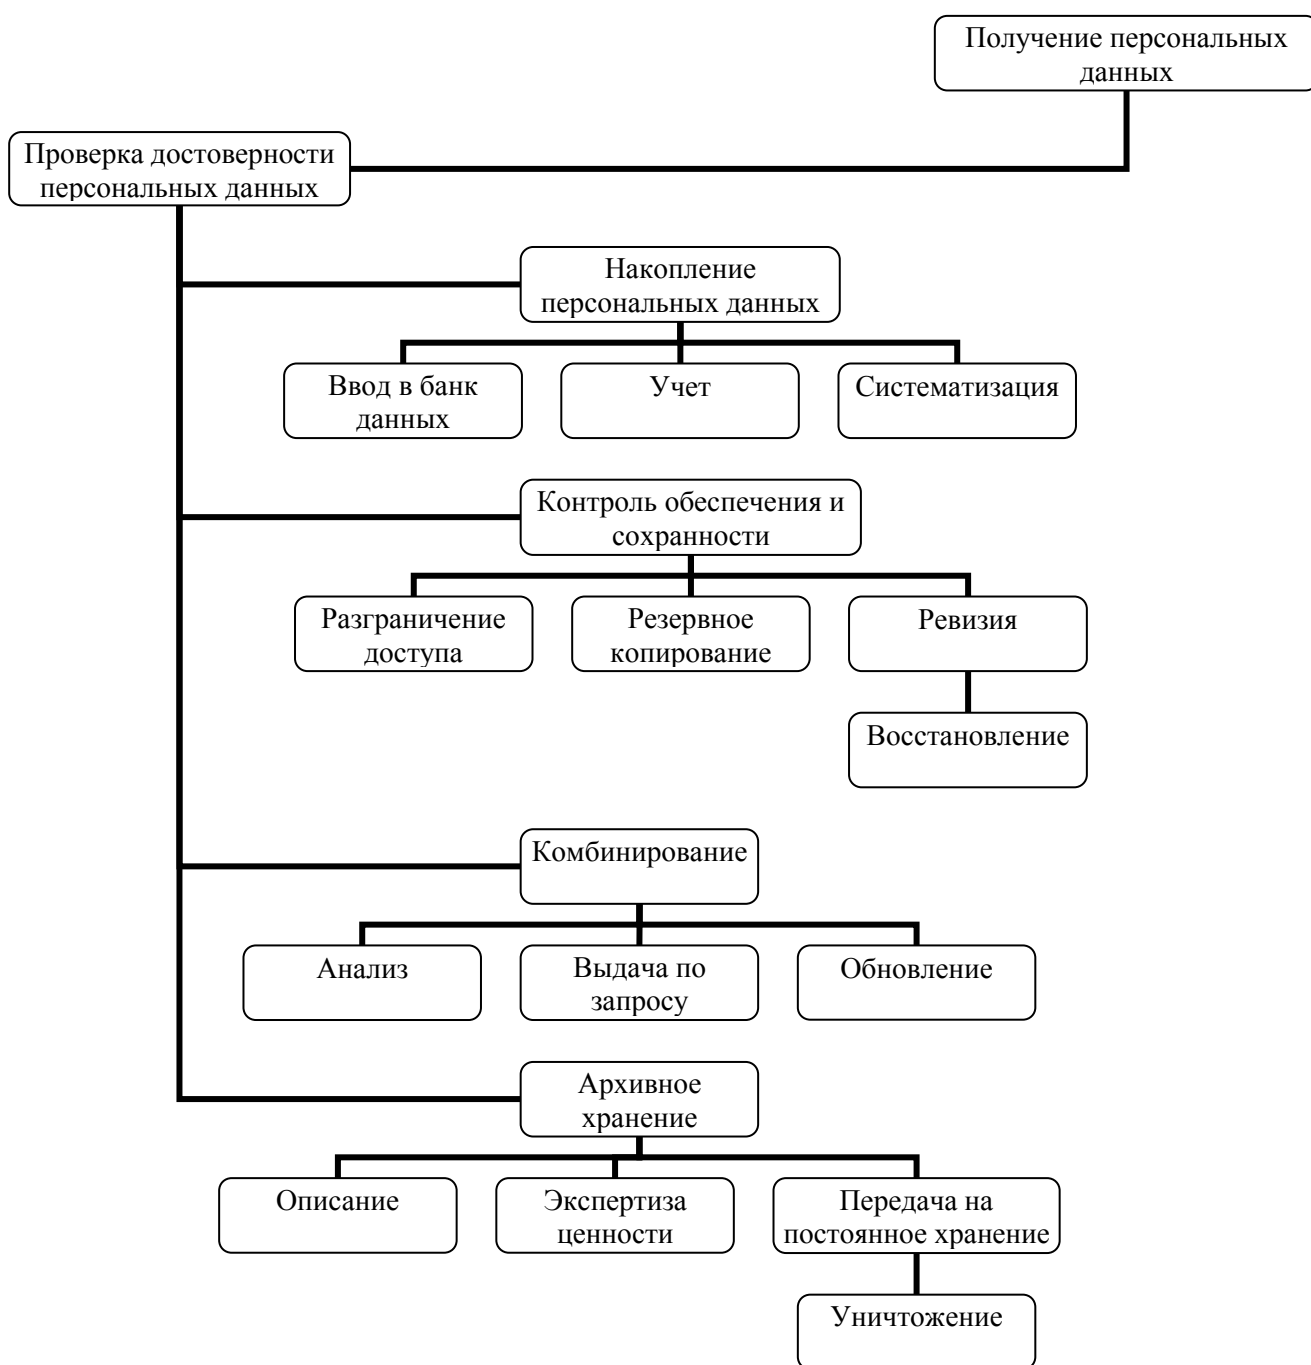 Получение персональных
данных
Проверка достоверности
персональных данных
Накопление
персональных данных
Ввод в банк
данных
Учет
Систематизация
Контроль обеспечения и
сохранности
Разграничение
доступа
Резервное
копирование
Ревизия
Восстановление
Комбинирование
Анализ
Выдача по
запросу
Обновление
Архивное
хранение
Описание
Экспертиза
ценности
Передача на
постоянное хранение
Уничтожение